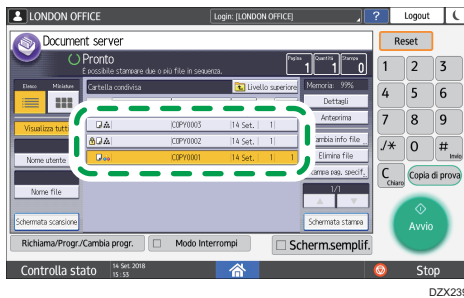 LONDON OFFICE
Login: [LONDON OFFICE]
?
Logout
Document server
Reset
Pronto
È possibile stampare due o più file in sequenza.
Pagine 1
Quantità 1
Stampa 0
Elenco
Miniature
Cartella condivisa
Livello superiore
Memoria: 99%
Dettagli
Anteprima
Visualizza tutti
COPY0003 14 Set. 1
COPY0002 14 Set. 1
COPY0001 14 Set. 1 1
Cambia info file
Elimina file
Stampa pag. specif.
Nome utente
Nome file
1/1
Schermata scansione
Schermata stampa
Richiama/Progr./Cambia progr.
Modo Interrompi
Scherm.semplif.
1 2 3
4 5 6
7 8 9
./* 0 # Invio
C Chiaro
Copia di prova
Avvio
Controlla stato
14 Set. 2018
15:53
Stop
DZX239